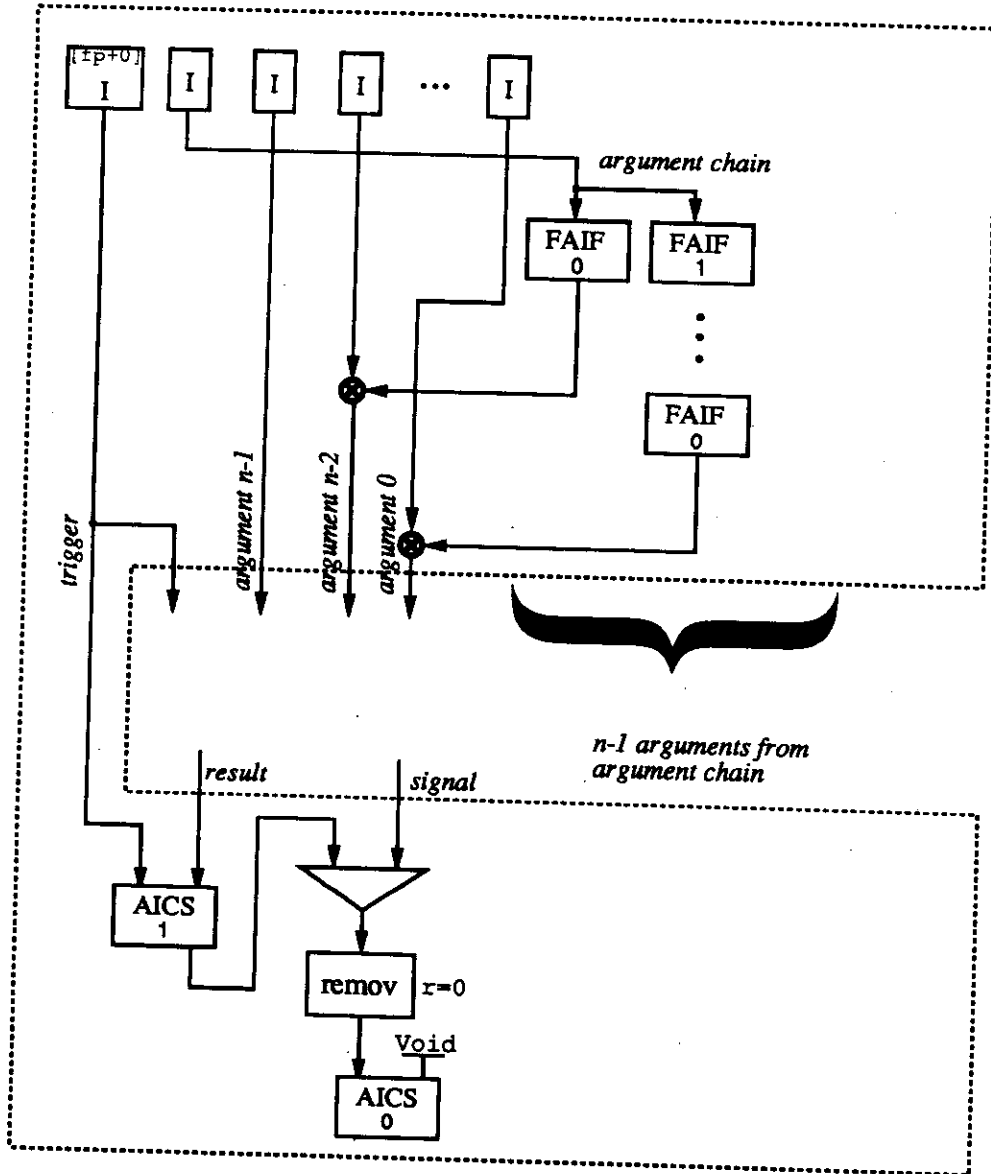 [fp+0]
I
I
I
I
...
I
argument chain
FAIF
0
FAIF
1
FAIF
0
trigger
argument n-1
argument n-2
argument 0
n-1 arguments from
argument chain
result
signal
AICS
1
remov
r=0
Void
AICS
0